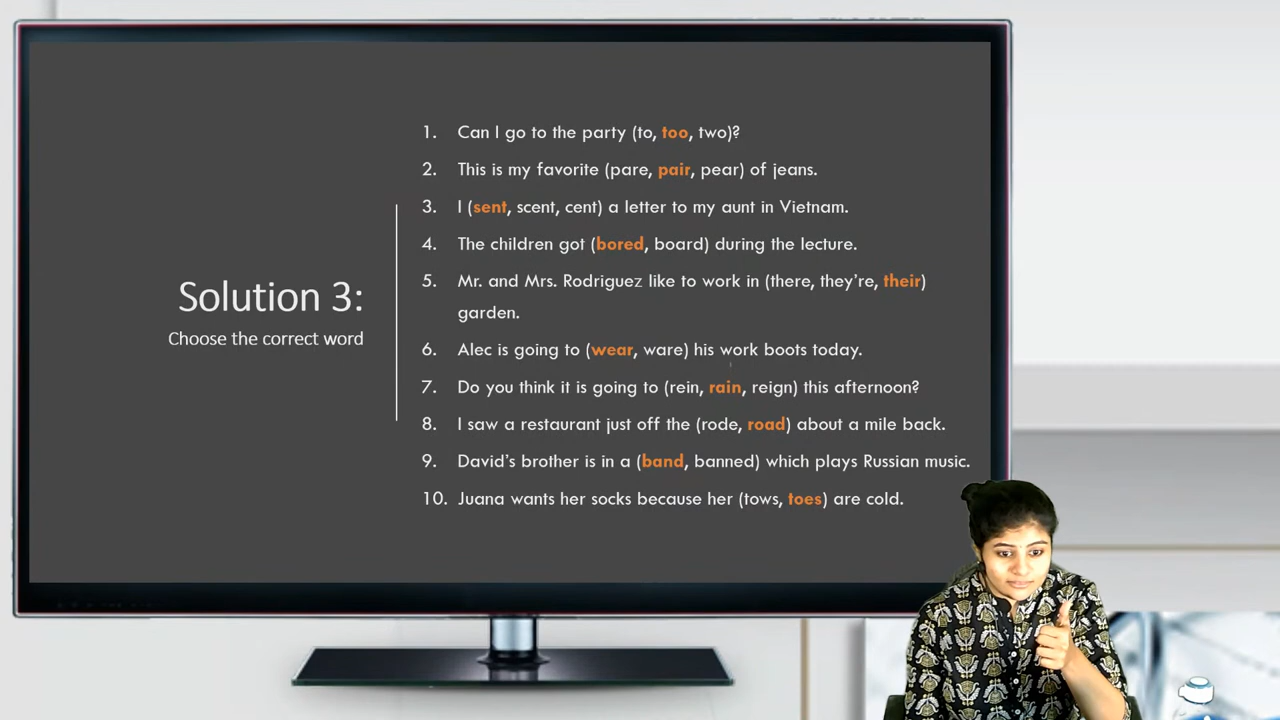 Solution 3:
Choose the correct word
1. Can I go to the party (to, too, two)?
2. This is my favorite (pare, pair, pear) of jeans.
3. I (sent, scent, cent) a letter to my aunt in Vietnam.
4. The children got (bored, board) during the lecture.
5. Mr. and Mrs. Rodriguez like to work in (there, they’re, their)
garden.
6. Alec is going to (wear, ware) his work boots today.
7. Do you think it is going to (rein, rain, reign) this afternoon?
8. I saw a restaurant just off the (rode, road) about a mile back.
9. David’s brother is in a (band, banned) which plays Russian music.
10. Juana wants her socks because her (tows, toes) are cold.